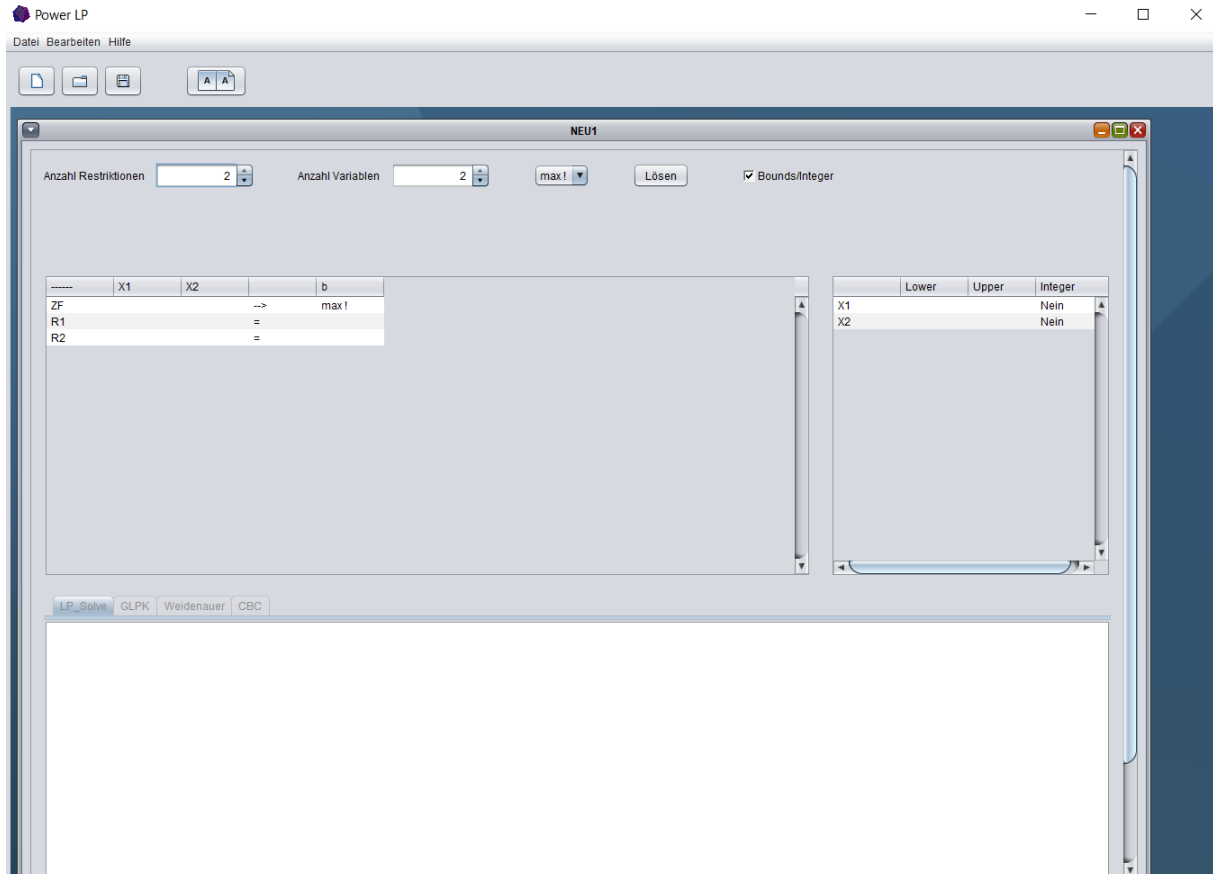 Power LP
Datei Bearbeiten Hilfe
A A
NEU1
Anzahl Restriktionen 2 Anzahl Variablen 2 max! Lösen Bounds/Integer
------ X1 X2 b
ZF --> max!
R1 =
R2 =
Lower Upper Integer
X1 Nein
X2 Nein
LP_Solve GLPK Weidenauer CBC